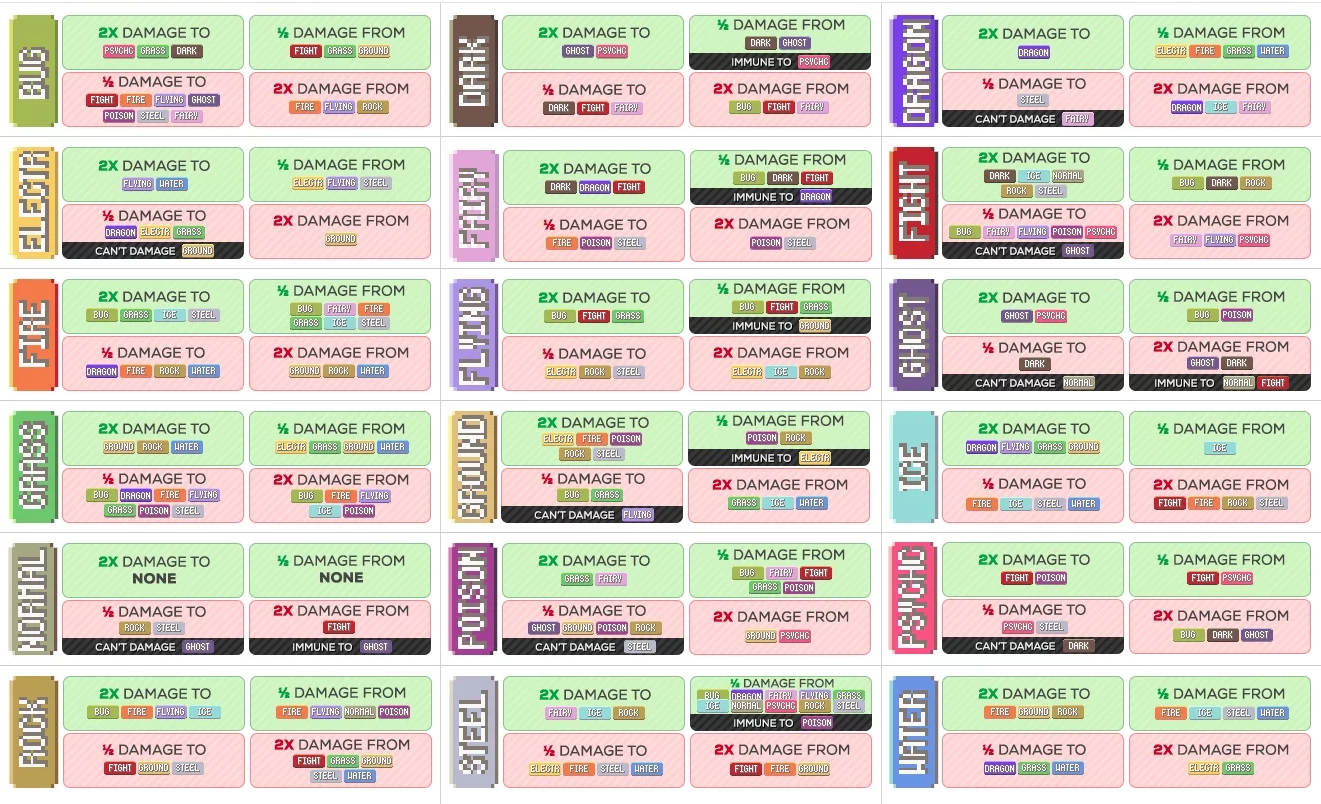 BUG
2X DAMAGE TO
PSYCHC GRASS DARK
½ DAMAGE FROM
FIGHT GRASS GROUND
½ DAMAGE TO
FIGHT FIRE FLYING GHOST
POISON STEEL FAIRY
2X DAMAGE FROM
FIRE FLYING ROCK
DARK
2X DAMAGE TO
GHOST PSYCHC
½ DAMAGE FROM
DARK GHOST
IMMUNE TO PSYCHC
½ DAMAGE TO
DARK FIGHT FAIRY
2X DAMAGE FROM
BUG FIGHT FAIRY
DRAGON
2X DAMAGE TO
DRAGON
½ DAMAGE FROM
ELECTR FIRE GRASS WATER
½ DAMAGE TO
STEEL
CAN'T DAMAGE FAIRY
2X DAMAGE FROM
DRAGON ICE FAIRY
ELECTR
2X DAMAGE TO
FLYING WATER
½ DAMAGE FROM
ELECTR FLYING STEEL
½ DAMAGE TO
DRAGON ELECTR GRASS
CAN'T DAMAGE GROUND
2X DAMAGE FROM
GROUND
FAIRY
2X DAMAGE TO
DARK DRAGON FIGHT
½ DAMAGE FROM
BUG DARK FIGHT
IMMUNE TO DRAGON
½ DAMAGE TO
FIRE POISON STEEL
2X DAMAGE FROM
POISON STEEL
FIGHT
2X DAMAGE TO
DARK ICE NORMAL
ROCK STEEL
½ DAMAGE FROM
BUG DARK ROCK
½ DAMAGE TO
BUG FAIRY FLYING POISON PSYCHC
CAN'T DAMAGE GHOST
2X DAMAGE FROM
FAIRY FLYING PSYCHC
FIRE
2X DAMAGE TO
BUG GRASS ICE STEEL
½ DAMAGE FROM
BUG FAIRY FIRE
GRASS ICE STEEL
½ DAMAGE TO
DRAGON FIRE ROCK WATER
2X DAMAGE FROM
GROUND ROCK WATER
FLYING
2X DAMAGE TO
BUG FIGHT GRASS
½ DAMAGE FROM
BUG FIGHT GRASS
IMMUNE TO GROUND
½ DAMAGE TO
ELECTR ROCK STEEL
2X DAMAGE FROM
ELECTR ICE ROCK
GHOST
2X DAMAGE TO
GHOST PSYCHC
½ DAMAGE FROM
BUG POISON
½ DAMAGE TO
DARK
CAN'T DAMAGE NORMAL
2X DAMAGE FROM
GHOST DARK
IMMUNE TO NORMAL FIGHT
GRASS
2X DAMAGE TO
GROUND ROCK WATER
½ DAMAGE FROM
ELECTR GRASS GROUND WATER
½ DAMAGE TO
BUG DRAGON FIRE FLYING
GRASS POISON STEEL
2X DAMAGE FROM
BUG FIRE FLYING
ICE POISON
GROUND
2X DAMAGE TO
ELECTR FIRE POISON
ROCK STEEL
½ DAMAGE FROM
POISON ROCK
IMMUNE TO ELECTR
½ DAMAGE TO
BUG GRASS
CAN'T DAMAGE FLYING
2X DAMAGE FROM
GRASS ICE WATER
ICE
2X DAMAGE TO
DRAGON FLYING GRASS GROUND
½ DAMAGE FROM
ICE
½ DAMAGE TO
FIRE ICE STEEL WATER
2X DAMAGE FROM
FIGHT FIRE ROCK STEEL
NORMAL
2X DAMAGE TO
NONE
½ DAMAGE FROM
NONE
½ DAMAGE TO
ROCK STEEL
CAN'T DAMAGE GHOST
2X DAMAGE FROM
FIGHT
IMMUNE TO GHOST
POISON
2X DAMAGE TO
GRASS FAIRY
½ DAMAGE FROM
BUG FAIRY FIGHT
GRASS POISON
½ DAMAGE TO
GHOST GROUND POISON ROCK
CAN'T DAMAGE STEEL
2X DAMAGE FROM
GROUND PSYCHC
PSYCHC
2X DAMAGE TO
FIGHT POISON
½ DAMAGE FROM
FIGHT PSYCHC
½ DAMAGE TO
PSYCHC STEEL
CAN'T DAMAGE DARK
2X DAMAGE FROM
BUG DARK GHOST
ROCK
2X DAMAGE TO
BUG FIRE FLYING ICE
½ DAMAGE FROM
FIRE FLYING NORMAL POISON
½ DAMAGE TO
FIGHT GROUND STEEL
2X DAMAGE FROM
FIGHT GRASS GROUND
STEEL WATER
STEEL
2X DAMAGE TO
FAIRY ICE ROCK
½ DAMAGE FROM
BUG DRAGON FAIRY FLYING GRASS
ICE NORMAL PSYCHC ROCK STEEL
IMMUNE TO POISON
½ DAMAGE TO
ELECTR FIRE STEEL WATER
2X DAMAGE FROM
FIGHT FIRE GROUND
WATER
2X DAMAGE TO
FIRE GROUND ROCK
½ DAMAGE FROM
FIRE ICE STEEL WATER
½ DAMAGE TO
DRAGON GRASS WATER
2X DAMAGE FROM
ELECTR GRASS